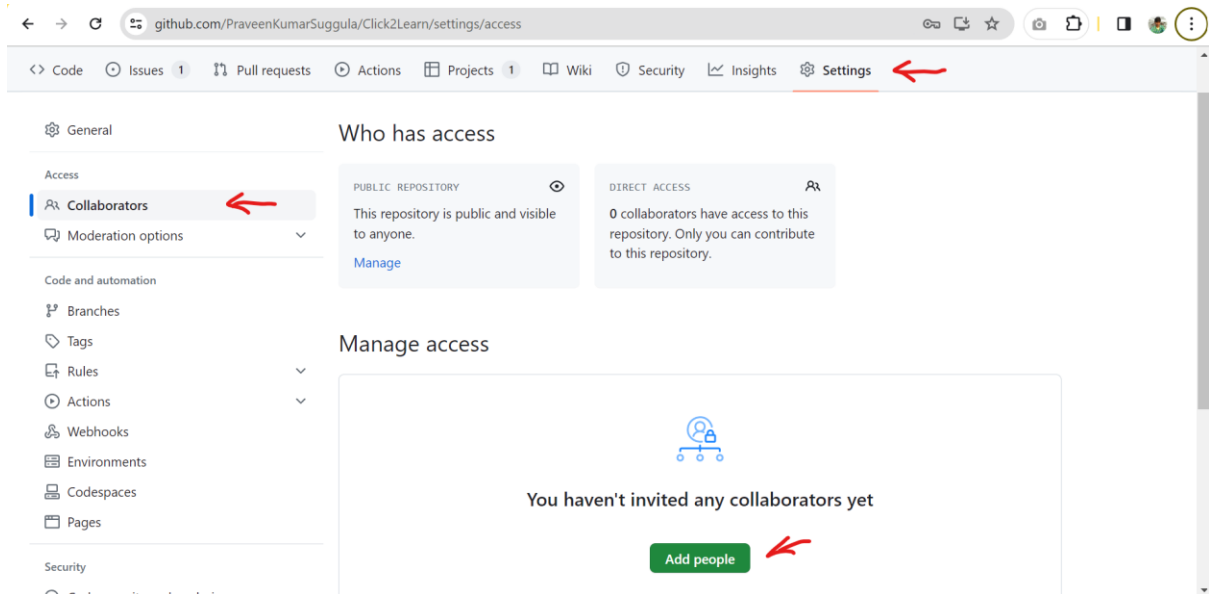 github.com/PraveenKumarSuggula/Click2Learn/settings/access
Code Issues 1 Pull requests Actions Projects 1 Wiki Security Insights Settings
General
Access
Collaborators
Moderation options
Code and automation
Branches
Tags
Rules
Actions
Webhooks
Environments
Codespaces
Pages
Security
Who has access
PUBLIC REPOSITORY
This repository is public and visible
to anyone.
Manage
DIRECT ACCESS
0 collaborators have access to this
repository. Only you can contribute
to this repository.
Manage access
You haven't invited any collaborators yet
Add people